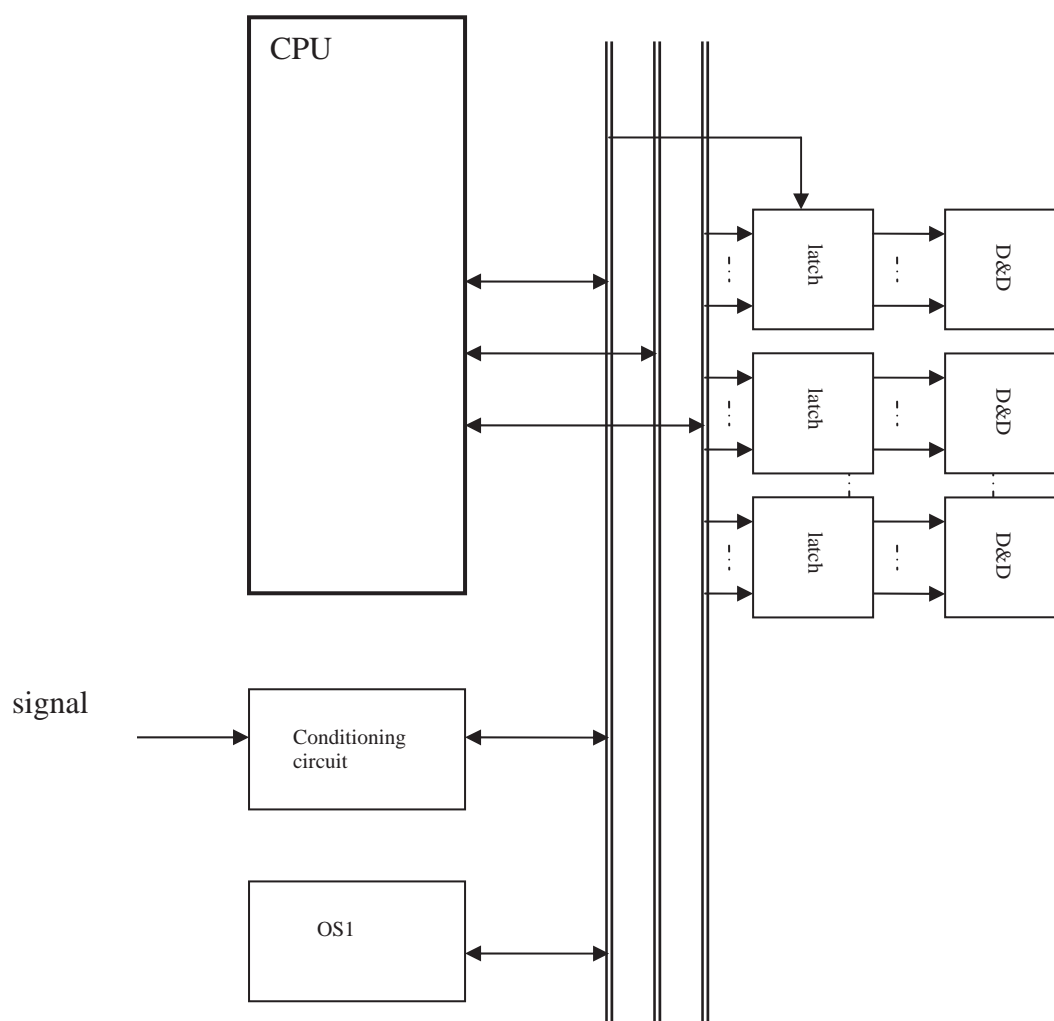 CPU
latch
D&D
latch
D&D
latch
D&D
signal
Conditioning
circuit
OS1